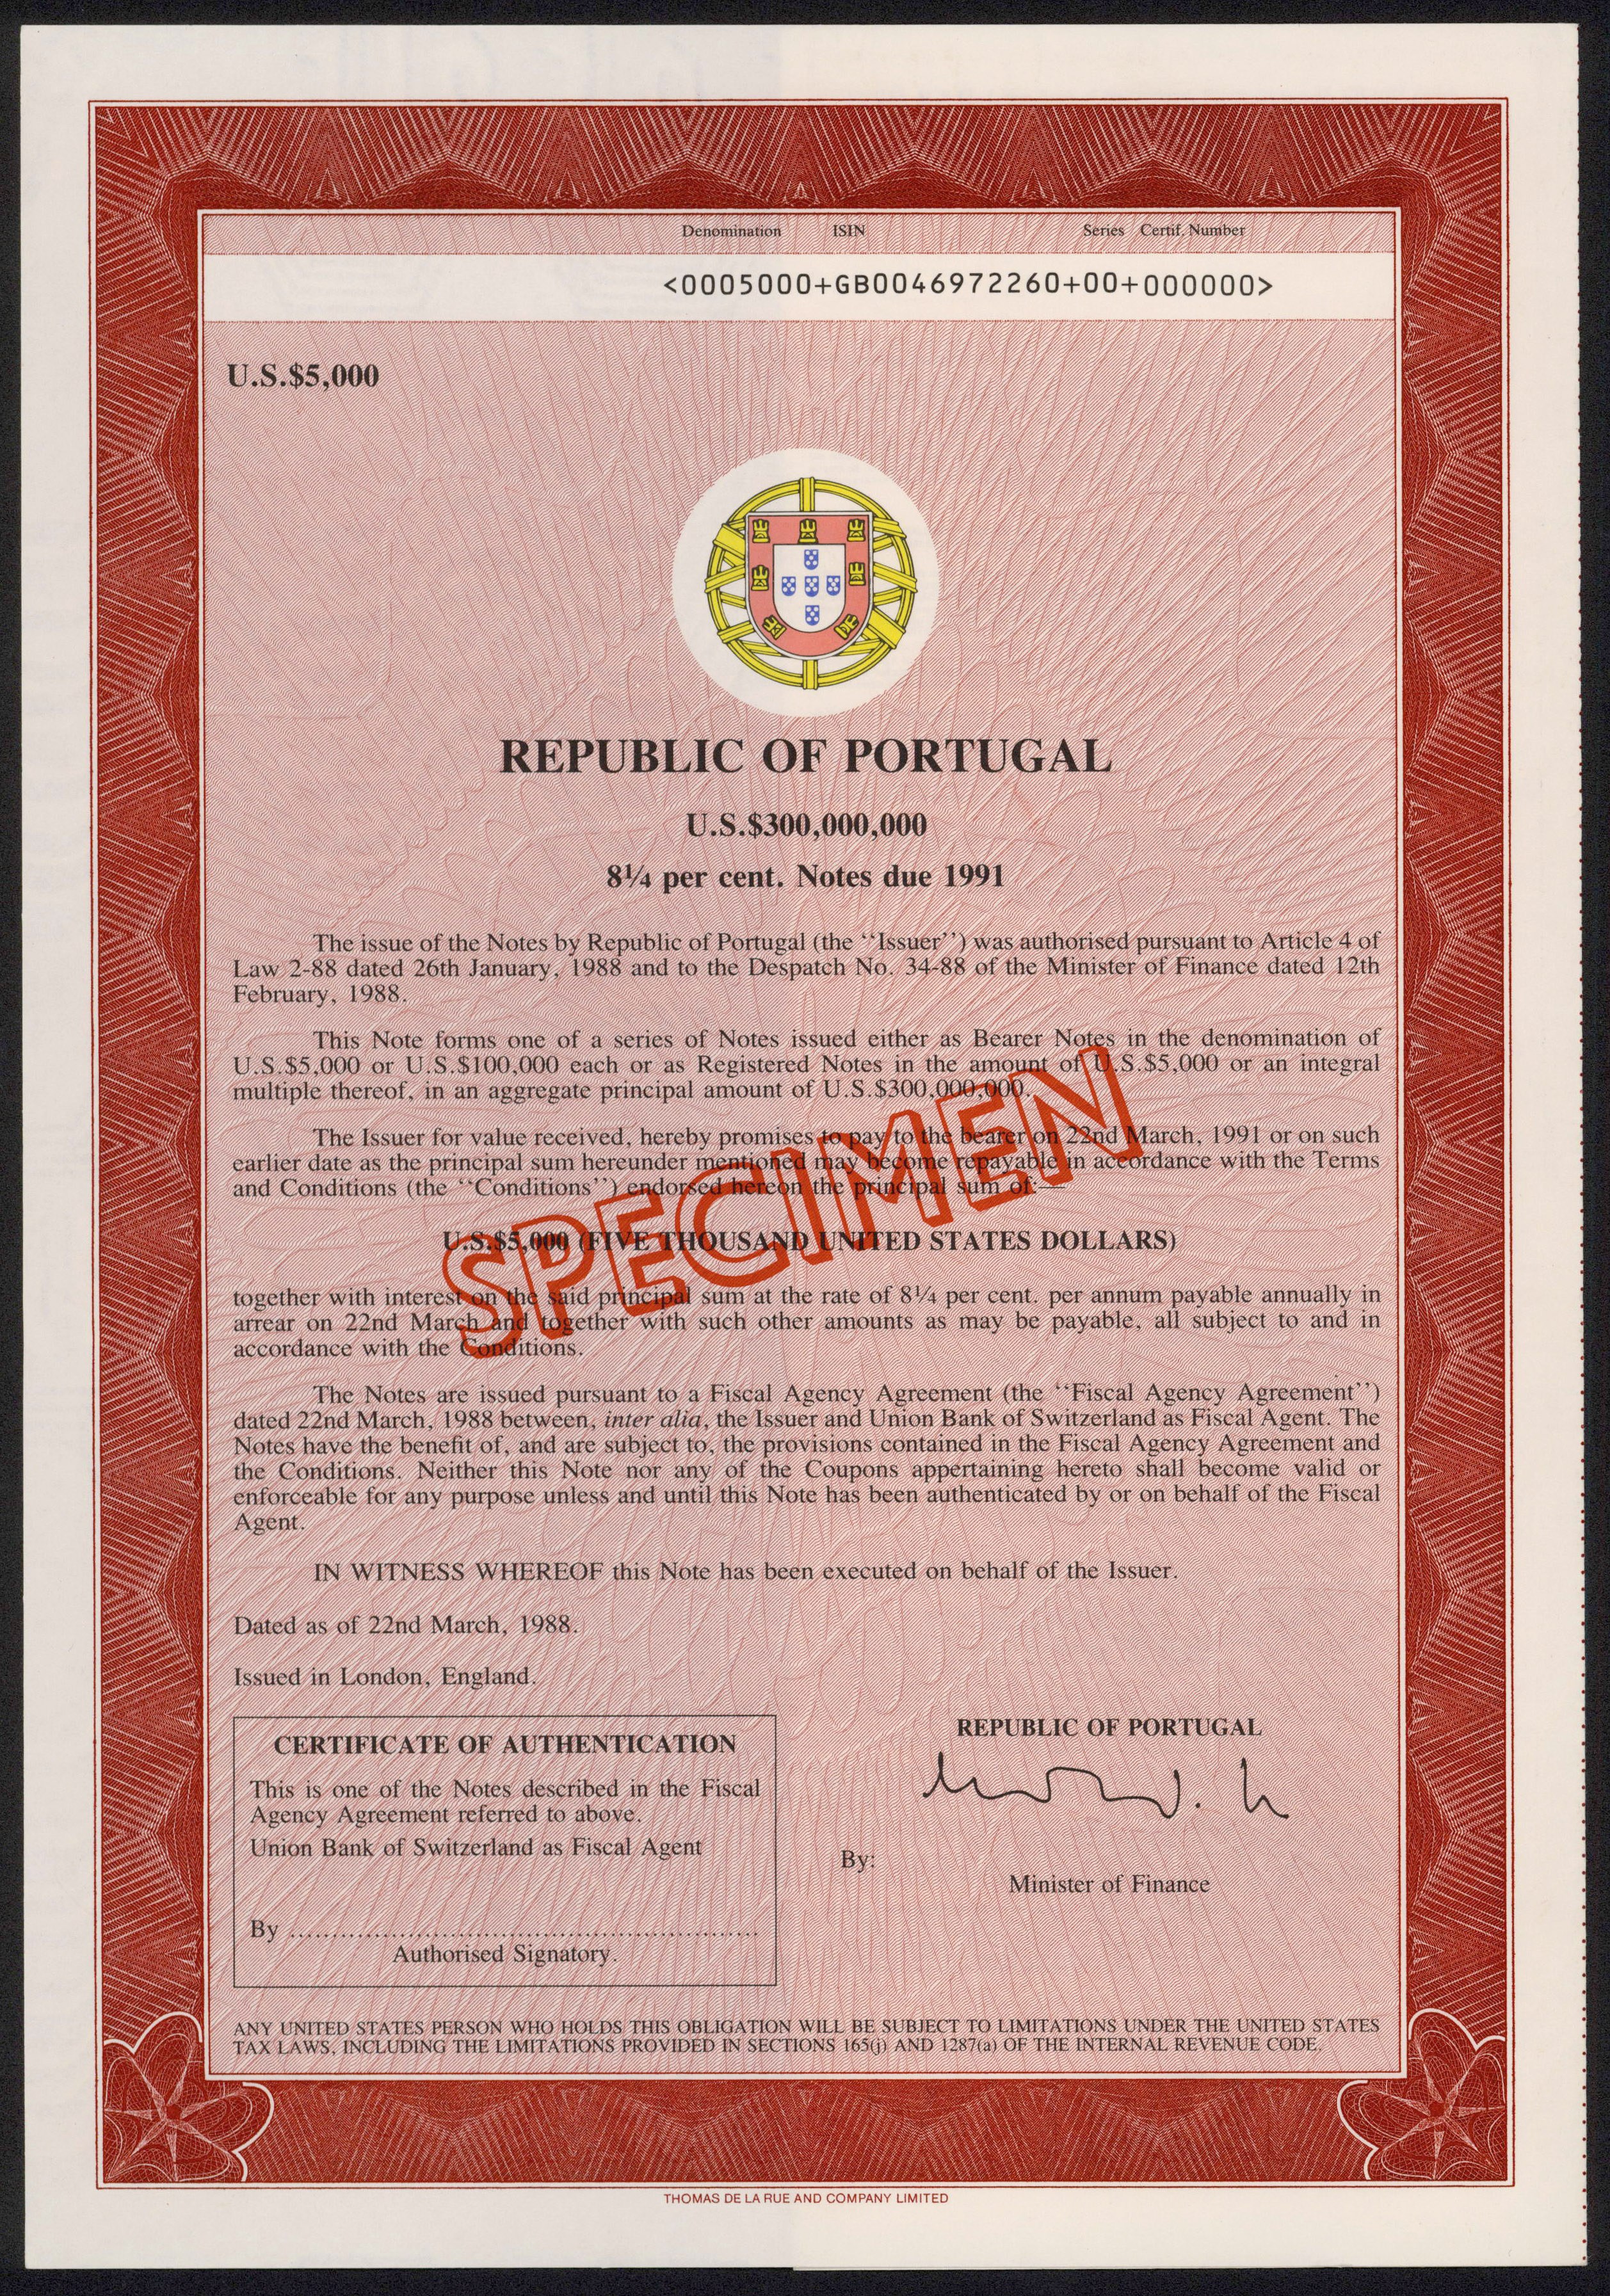 Denomination ISIN Series Certif. Number
<0005000+GB0046972260+00+000000>
U.S.$5,000
REPUBLIC OF PORTUGAL
U.S.$300,000,000
8¼ per cent. Notes due 1991
The issue of the Notes by Republic of Portugal (the “Issuer”) was authorised pursuant to Article 4 of
Law 2-88 dated 26th January, 1988 and to the Despatch No. 34-88 of the Minister of Finance dated 12th
February, 1988.
This Note forms one of a series of Notes issued either as Bearer Notes in the denomination of
U.S.$5,000 or U.S.$100,000 each or as Registered Notes in the amount of U.S.$5,000 or an integral
multiple thereof, in an aggregate principal amount of U.S.$300,000,000.
The Issuer for value received, hereby promises to pay to the bearer on 22nd March, 1991 or on such
earlier date as the principal sum hereunder mentioned may become repayable in accordance with the Terms
and Conditions (the “Conditions”) endorsed hereon the principal sum of:—
U.S.$5,000 (FIVE THOUSAND UNITED STATES DOLLARS)
SPECIMEN
together with interest on the said principal sum at the rate of 8¼ per cent. per annum payable annually in
arrear on 22nd March and together with such other amounts as may be payable, all subject to and in
accordance with the Conditions.
The Notes are issued pursuant to a Fiscal Agency Agreement (the “Fiscal Agency Agreement”)
dated 22nd March, 1988 between, inter alia, the Issuer and Union Bank of Switzerland as Fiscal Agent. The
Notes have the benefit of, and are subject to, the provisions contained in the Fiscal Agency Agreement and
the Conditions. Neither this Note nor any of the Coupons appertaining hereto shall become valid or
enforceable for any purpose unless and until this Note has been authenticated by or on behalf of the Fiscal
Agent.
IN WITNESS WHEREOF this Note has been executed on behalf of the Issuer.
Dated as of 22nd March, 1988.
Issued in London, England.
CERTIFICATE OF AUTHENTICATION
This is one of the Notes described in the Fiscal
Agency Agreement referred to above.
Union Bank of Switzerland as Fiscal Agent
By ..........................................................
Authorised Signatory.
REPUBLIC OF PORTUGAL
By:
Minister of Finance
ANY UNITED STATES PERSON WHO HOLDS THIS OBLIGATION WILL BE SUBJECT TO LIMITATIONS UNDER THE UNITED STATES
TAX LAWS, INCLUDING THE LIMITATIONS PROVIDED IN SECTIONS 165(j) AND 1287(a) OF THE INTERNAL REVENUE CODE.
THOMAS DE LA RUE AND COMPANY LIMITED